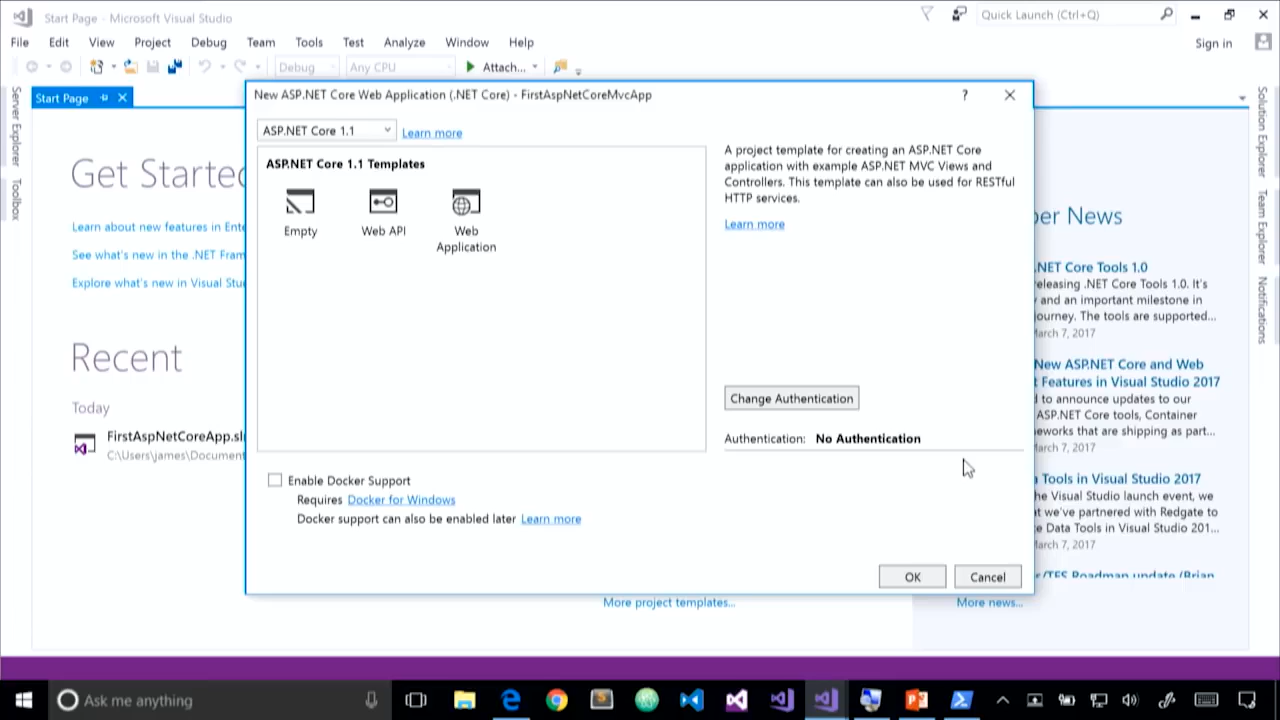 Start Page - Microsoft Visual Studio
Quick Launch (Ctrl+Q)
File Edit View Project Debug Team Tools Test Analyze Window Help
Sign in
Debug Any CPU Attach...
Start Page
Server Explorer
Toolbox
Get Started
Learn about new features in Ente
See what's new in the .NET Fram
Explore what's new in Visual Stu
Recent
Today
FirstAspNetCoreApp.sl
C:\Users\james\Document
New ASP.NET Core Web Application (.NET Core) - FirstAspNetCoreMvcApp
?
ASP.NET Core 1.1 Learn more
ASP.NET Core 1.1 Templates
Empty
Web API
Web
Application
A project template for creating an ASP.NET Core
application with example ASP.NET MVC Views and
Controllers. This template can also be used for RESTful
HTTP services.
Learn more
Change Authentication
Authentication: No Authentication
Enable Docker Support
Requires Docker for Windows
Docker support can also be enabled later Learn more
OK Cancel
More project templates...
per News
.NET Core Tools 1.0
eleasing .NET Core Tools 1.0. It's
and an important milestone in
ourney. The tools are supported...
March 7, 2017
New ASP.NET Core and Web
t Features in Visual Studio 2017
d to announce updates to our
ASP.NET Core tools, Container
eworks that are shipping as part...
March 7, 2017
a Tools in Visual Studio 2017
he Visual Studio launch event, we
t we've partnered with Redgate to
e Data Tools in Visual Studio 201...
March 7, 2017
/TFS Roadman update (Brian
More news...
Solution Explorer
Team Explorer
Notifications
Ask me anything